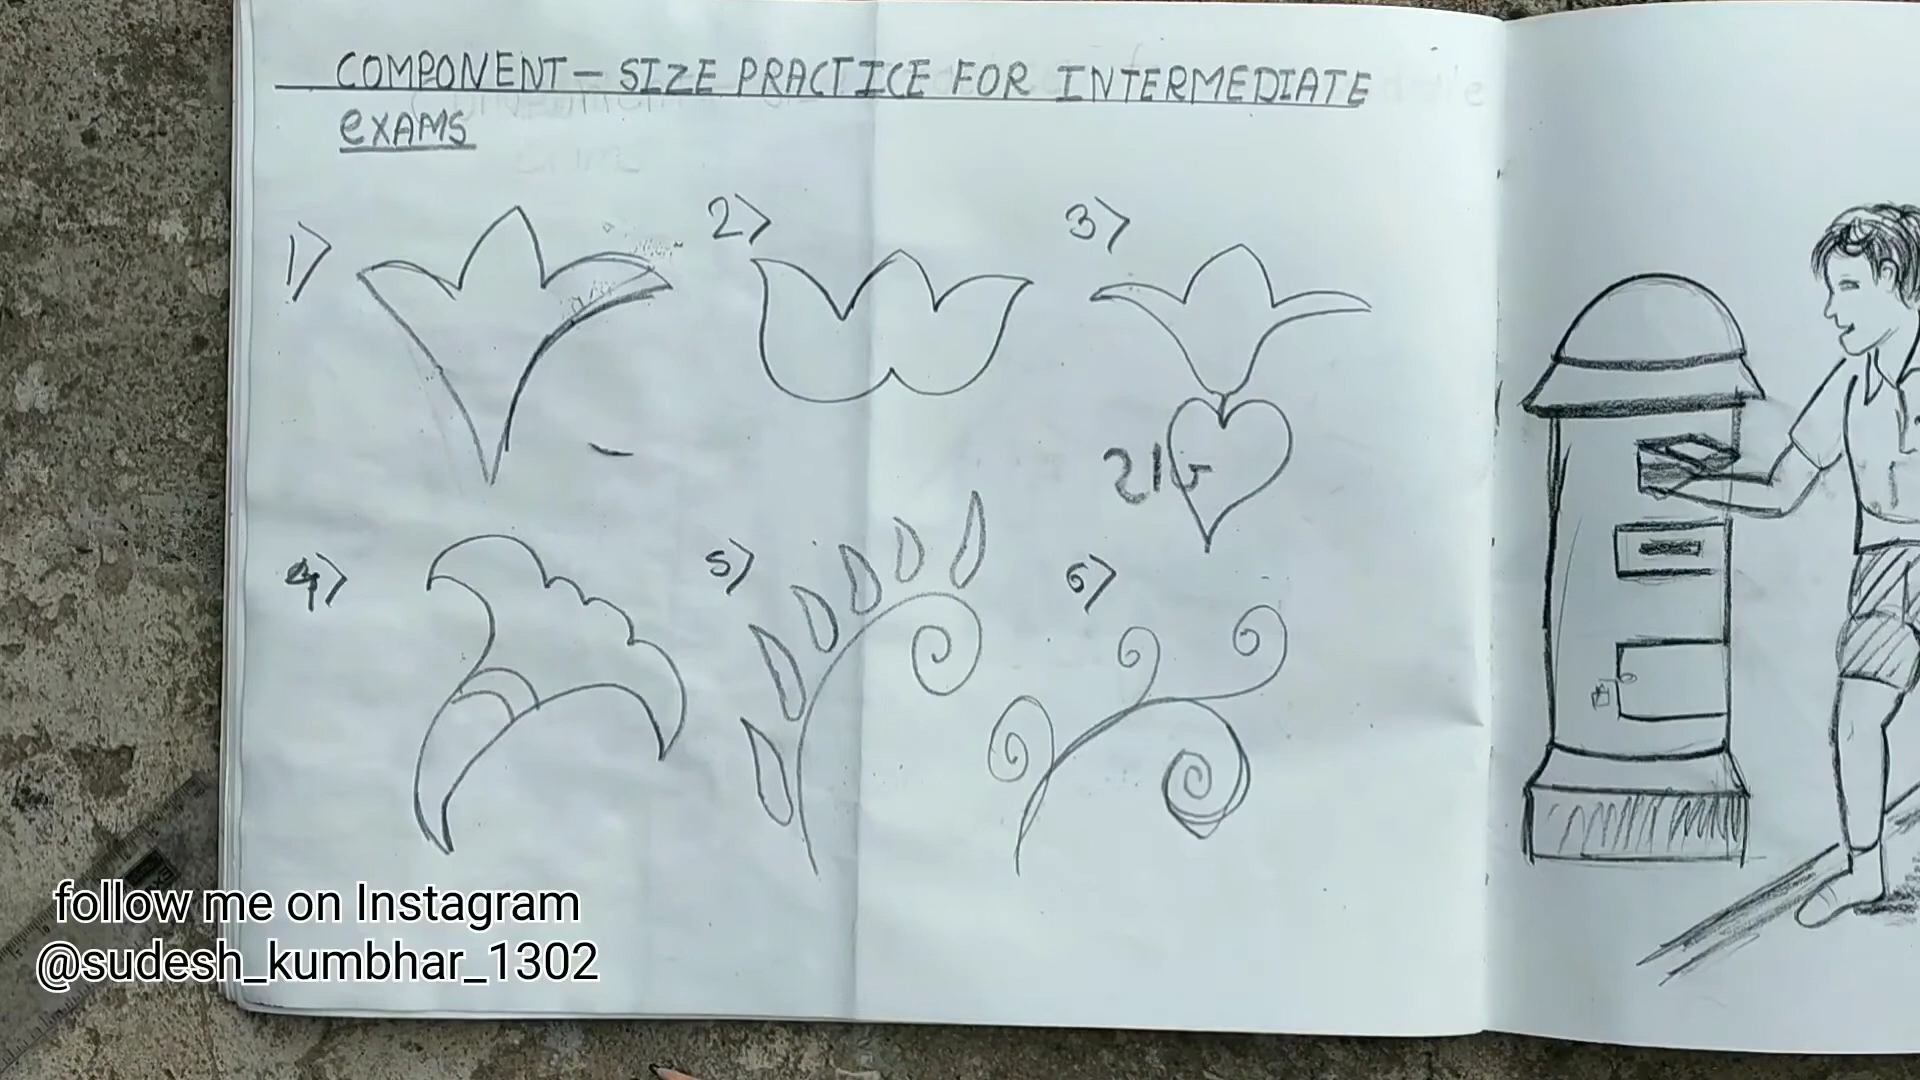 COMPONENT - SIZE PRACTICE FOR INTERMEDIATE
eXAMS
1)
2)
3)
4)
5)
6)
follow me on Instagram
@sudesh_kumbhar_1302